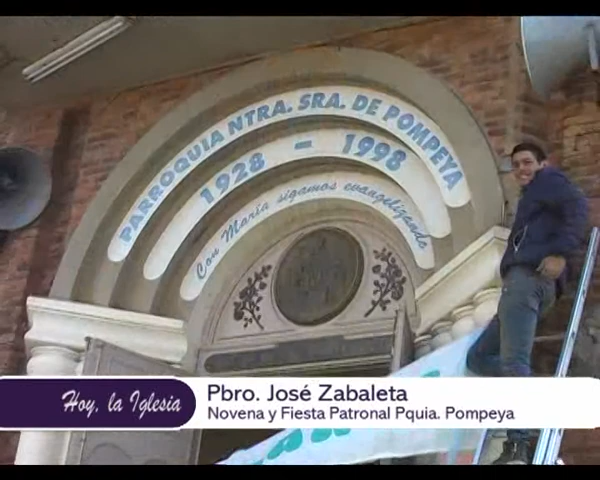 PARROQUIA NTRA. SRA. DE POMPEYA
1928 - 1998
Con María sigamos evangelizando
Hoy, la Iglesia
Pbro. José Zabaleta
Novena y Fiesta Patronal Pquia. Pompeya